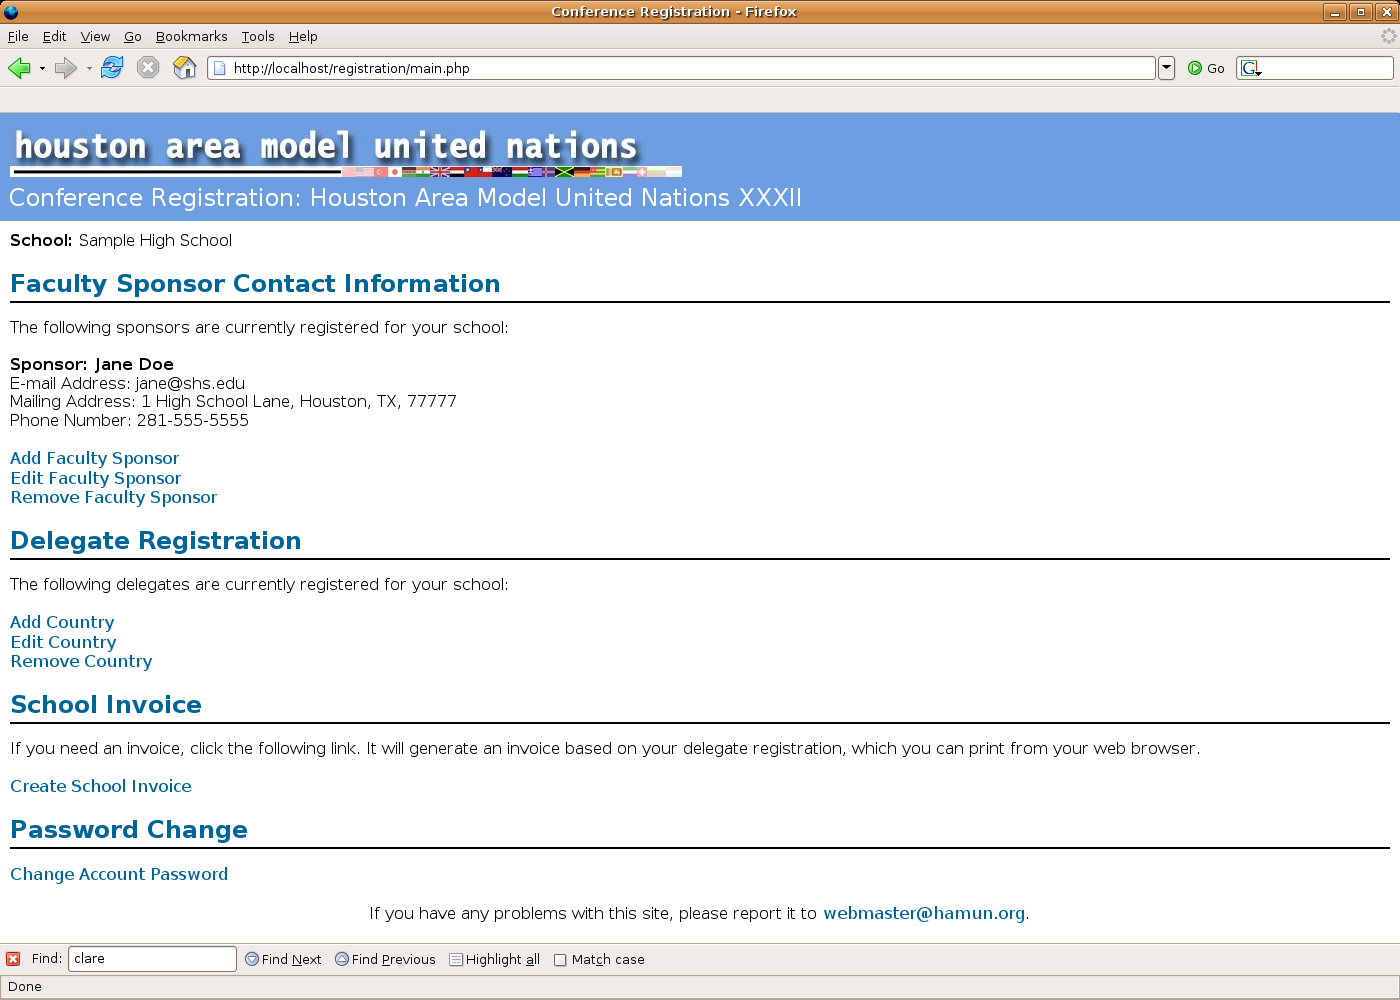 Conference Registration - Firefox
File Edit View Go Bookmarks Tools Help
http://localhost/registration/main.php Go G
houston area model united nations
Conference Registration: Houston Area Model United Nations XXXII
School: Sample High School
Faculty Sponsor Contact Information
The following sponsors are currently registered for your school:
Sponsor: Jane Doe
E-mail Address: jane@shs.edu
Mailing Address: 1 High School Lane, Houston, TX, 77777
Phone Number: 281-555-5555
Add Faculty Sponsor
Edit Faculty Sponsor
Remove Faculty Sponsor
Delegate Registration
The following delegates are currently registered for your school:
Add Country
Edit Country
Remove Country
School Invoice
If you need an invoice, click the following link. It will generate an invoice based on your delegate registration, which you can print from your web browser.
Create School Invoice
Password Change
Change Account Password
If you have any problems with this site, please report it to webmaster@hamun.org.
Find: clare Find Next Find Previous Highlight all Match case
Done